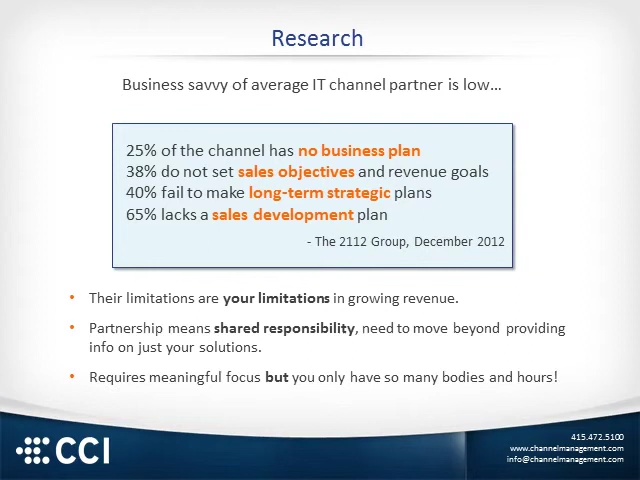 Research
Business savvy of average IT channel partner is low…
25% of the channel has no business plan
38% do not set sales objectives and revenue goals
40% fail to make long-term strategic plans
65% lacks a sales development plan
- The 2112 Group, December 2012
• Their limitations are your limitations in growing revenue.
• Partnership means shared responsibility, need to move beyond providing
info on just your solutions.
• Requires meaningful focus but you only have so many bodies and hours!
CCI
415.472.5100
www.channelmanagement.com
info@channelmanagement.com